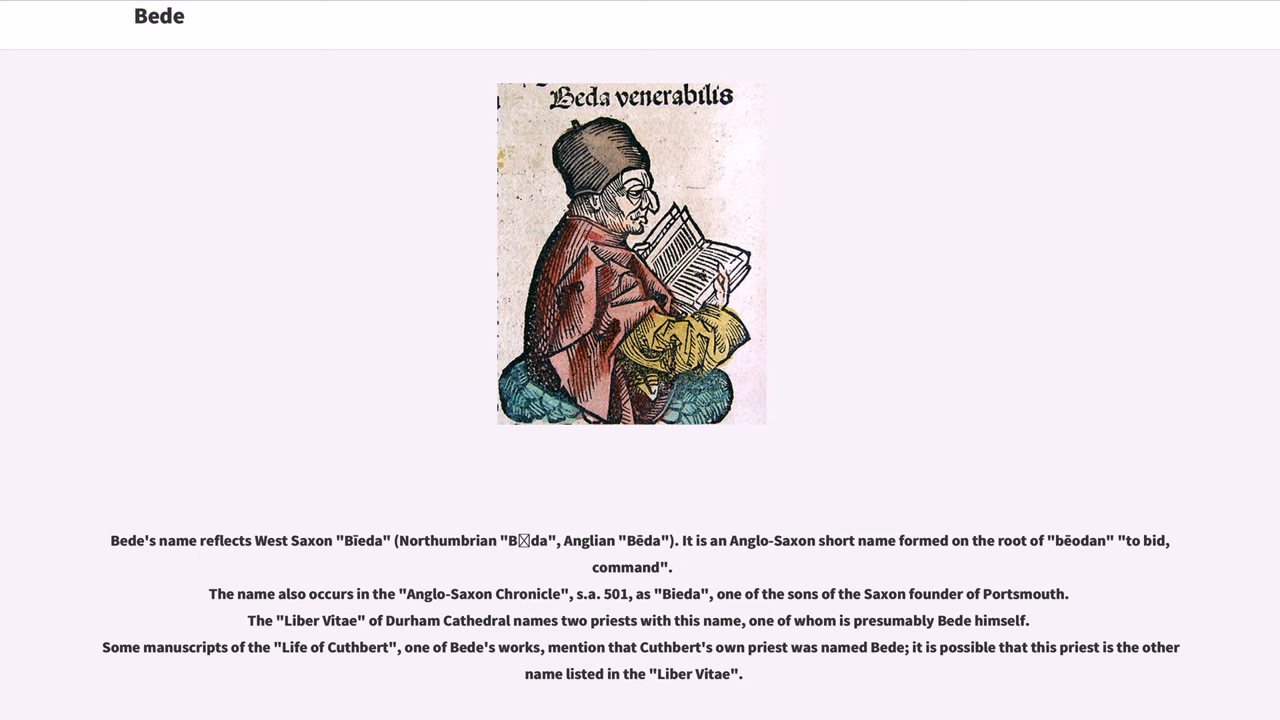 Bede
Beda venerabilis
Bede's name reflects West Saxon "Bīeda" (Northumbrian "B□da", Anglian "Bēda"). It is an Anglo-Saxon short name formed on the root of "bēodan" "to bid,
command".
The name also occurs in the "Anglo-Saxon Chronicle", s.a. 501, as "Bieda", one of the sons of the Saxon founder of Portsmouth.
The "Liber Vitae" of Durham Cathedral names two priests with this name, one of whom is presumably Bede himself.
Some manuscripts of the "Life of Cuthbert", one of Bede's works, mention that Cuthbert's own priest was named Bede; it is possible that this priest is the other
name listed in the "Liber Vitae".